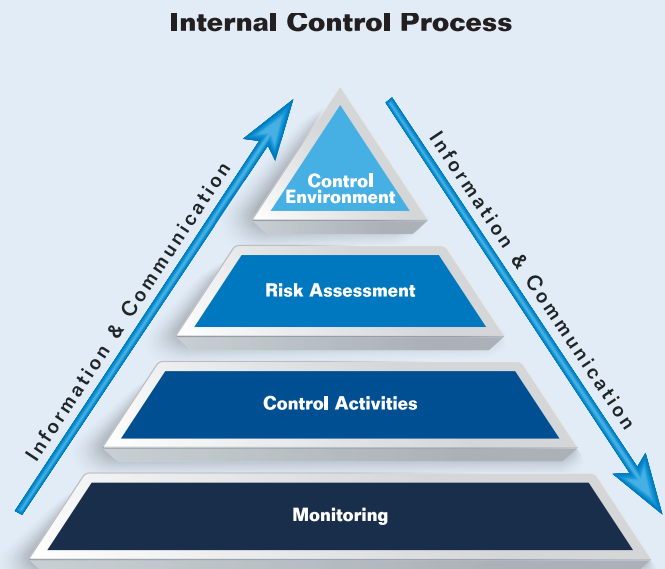 Internal Control Process
Information & Communication
Information & Communication
Control
Environment
Risk Assessment
Control Activities
Monitoring